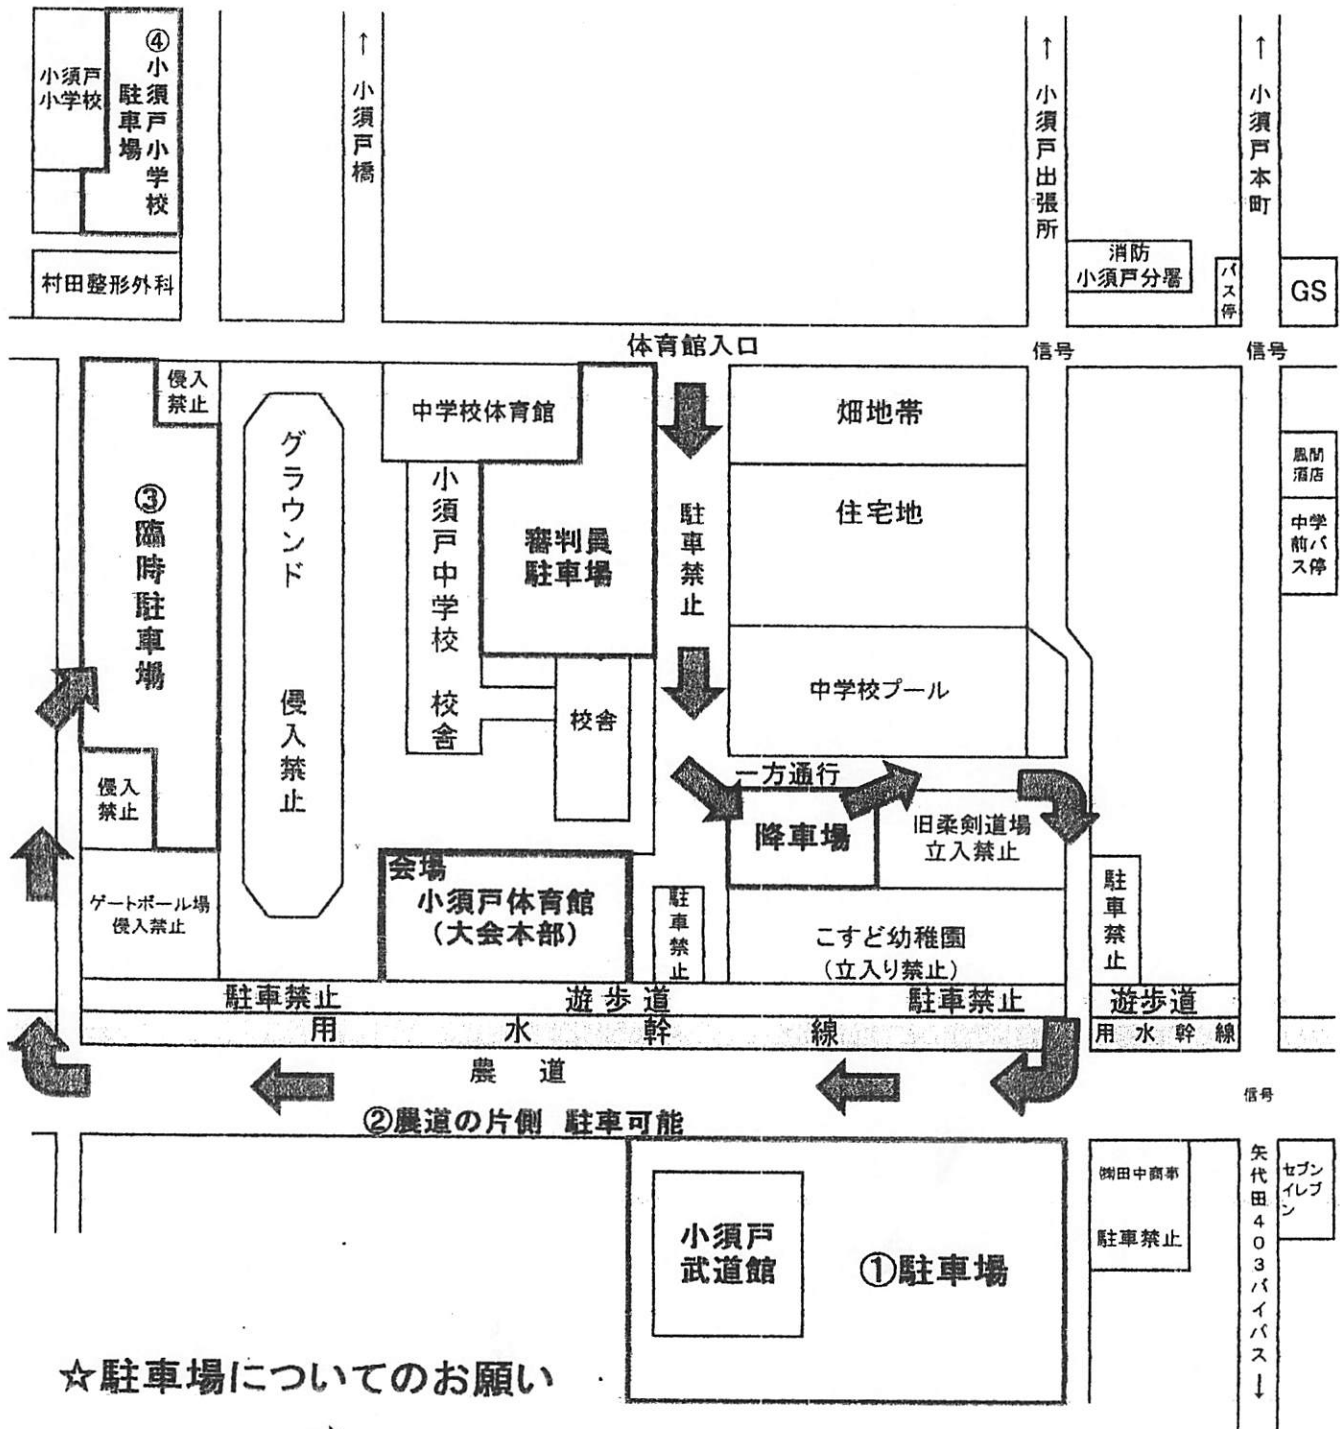 ④小須戸小学校
駐車場
小須戸
小学校
村田整形外科
↑小須戸橋
↑小須戸出張所
↑小須戸本町
消防
小須戸分署
バス停
GS
体育館入口
信号
信号
侵入
禁止
③臨時駐車場
グラウンド 侵入禁止
中学校体育館
小須戸中学校 校舎
審判員
駐車場
校舎
駐車禁止
畑地帯
住宅地
中学校プール
風間
酒店
中学
前バ
ス停
一方通行
降車場
旧柔剣道場
立入禁止
侵入
禁止
ゲートボール場
侵入禁止
会場
小須戸体育館
(大会本部)
駐車禁止
こすど幼稚園
(立入り禁止)
駐車禁止
駐車禁止 遊歩道 駐車禁止 遊歩道
用水幹線 用水幹線
農道
②農道の片側 駐車可能
信号
小須戸
武道館
①駐車場
㈱田中商事
駐車禁止
矢代田403バイパス↓
セブン
イレブ
ン
☆駐車場についてのお願い